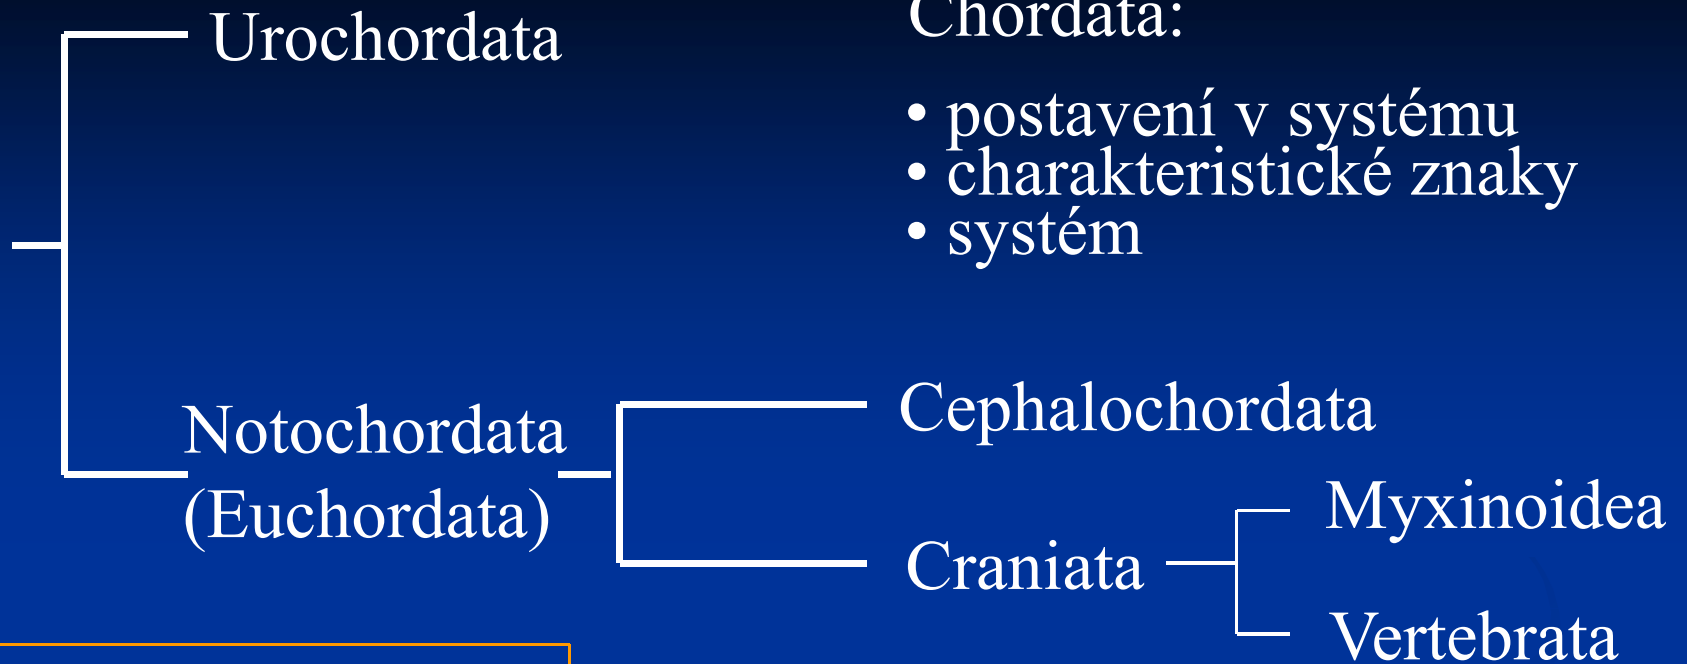 Urochordata
Chordata:
• postavení v systému
• charakteristické znaky
• systém
Notochordata
(Euchordata)
Cephalochordata
Craniata
Myxinoidea
Vertebrata